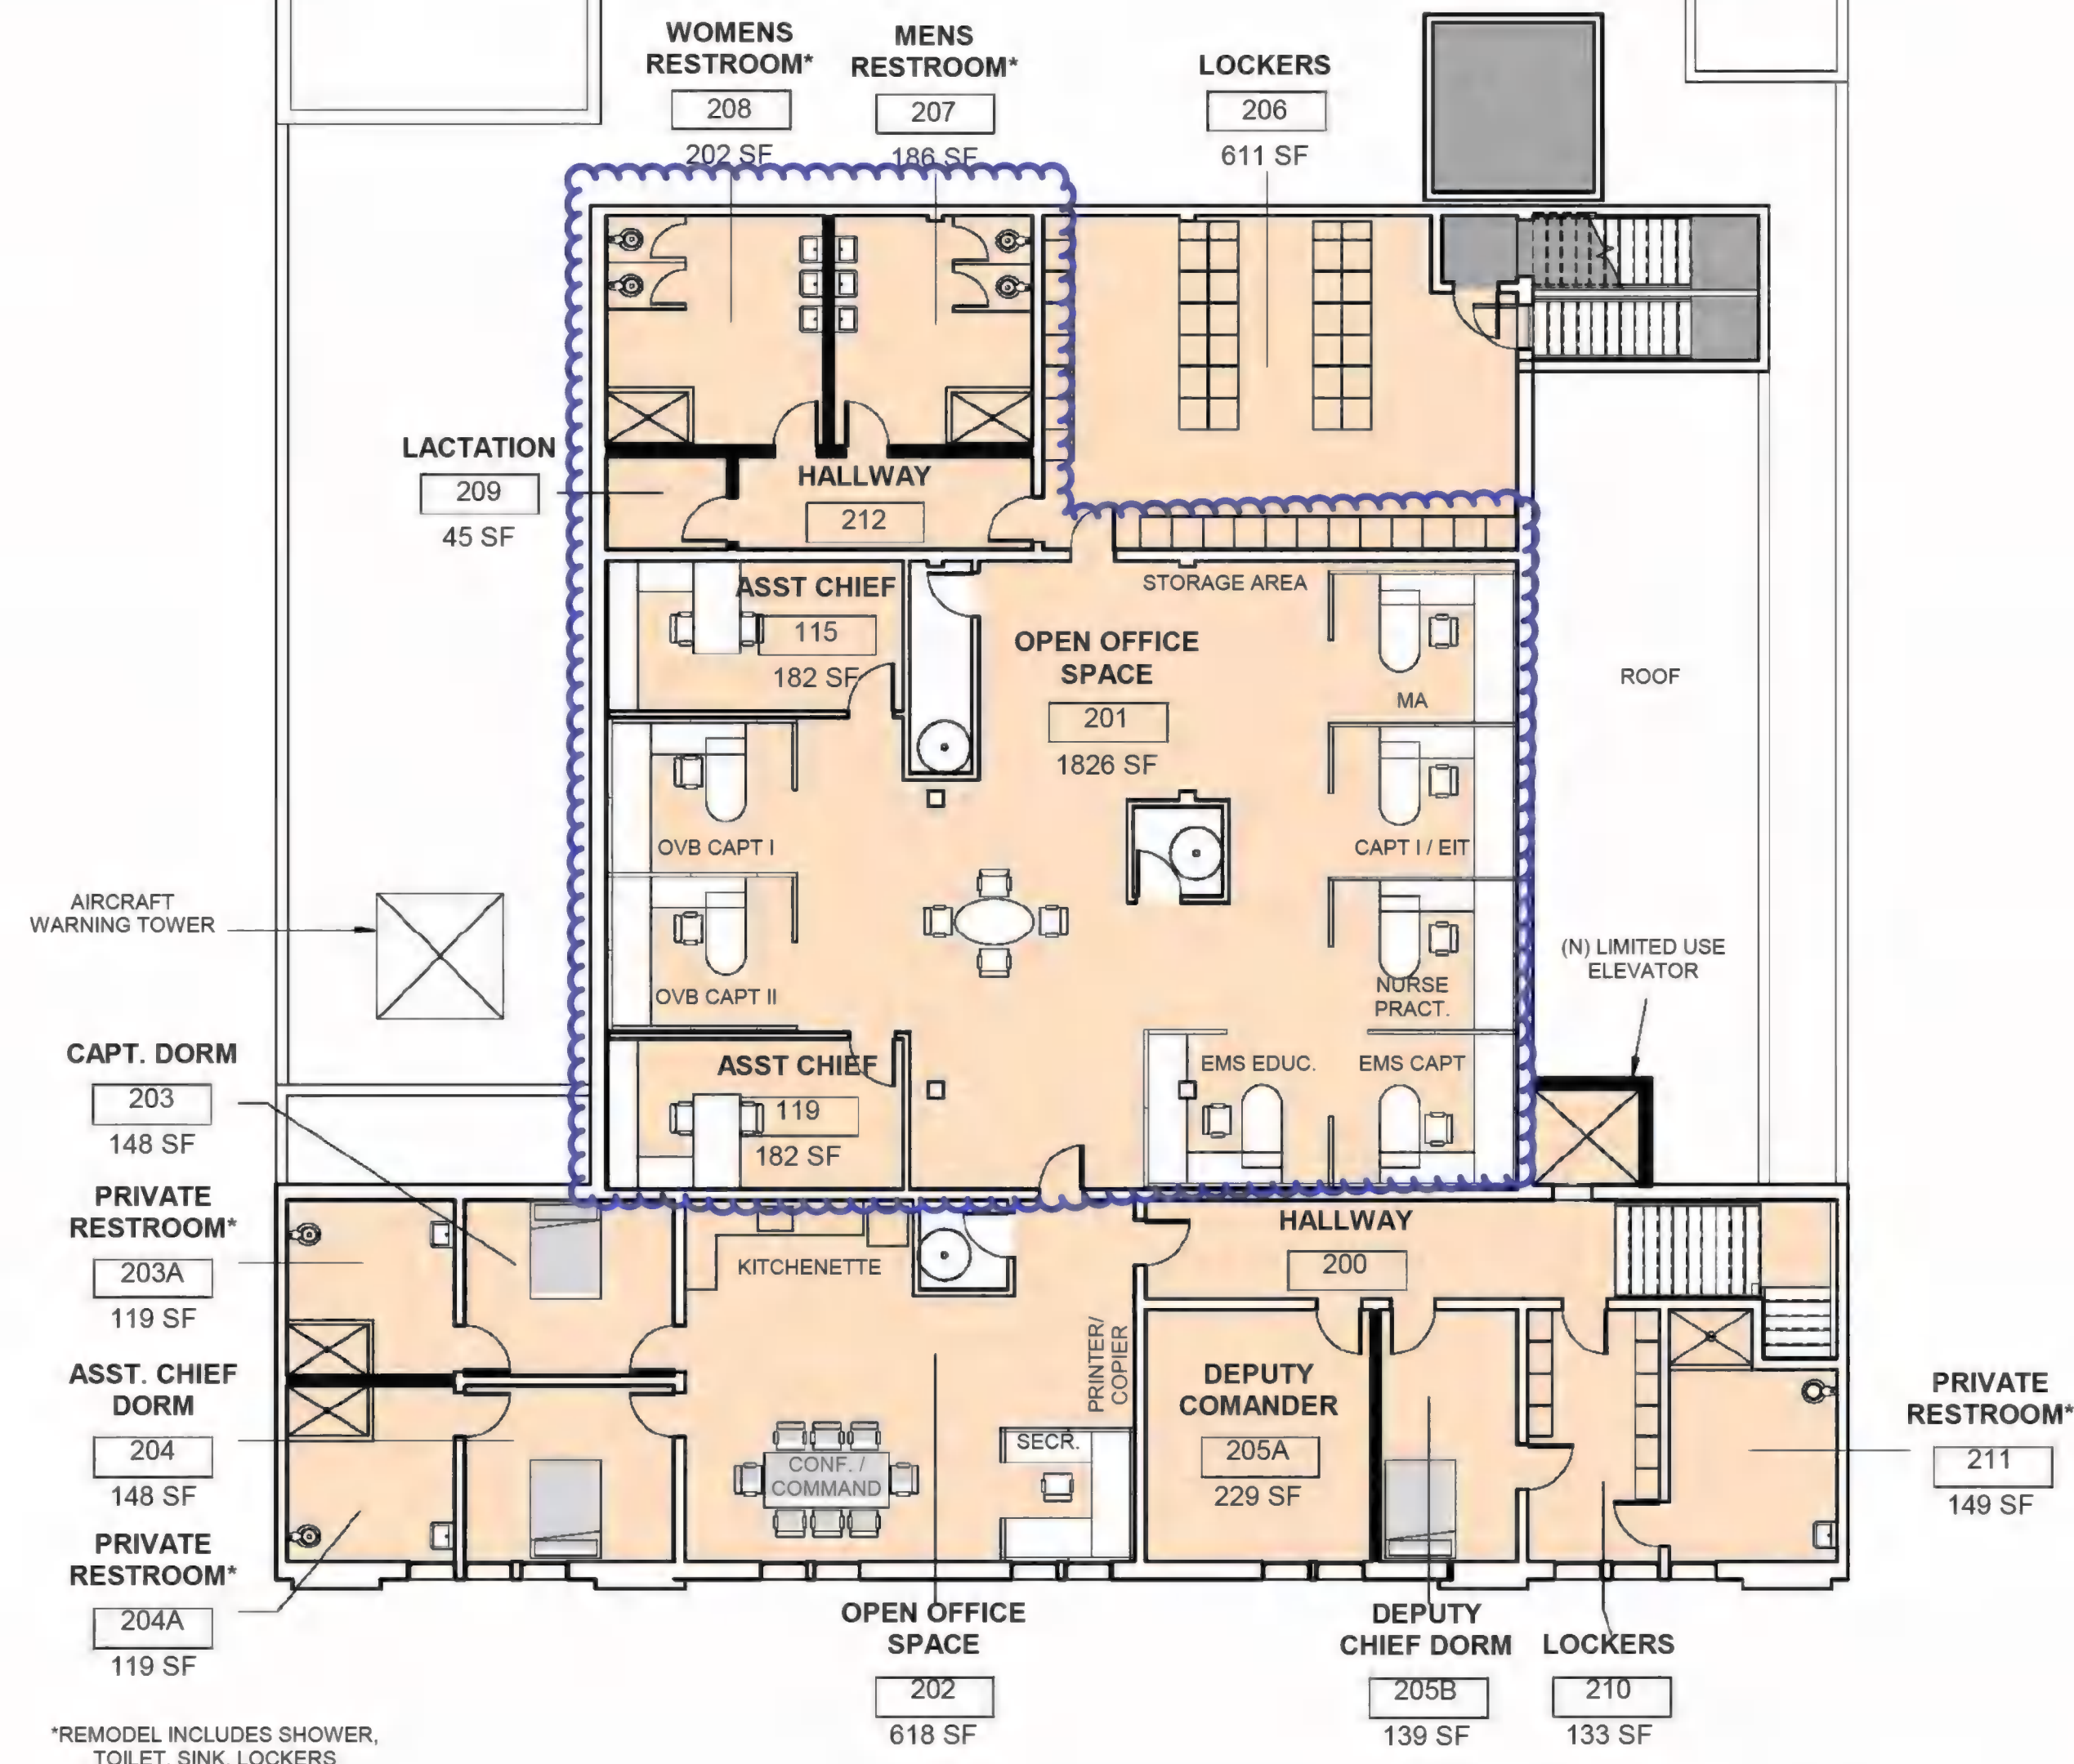 WOMENS
RESTROOM*
208
202 SF
MENS
RESTROOM*
207
186 SF
LOCKERS
206
611 SF
LACTATION
209
45 SF
HALLWAY
212
ASST CHIEF
115
182 SF
STORAGE AREA
OPEN OFFICE
SPACE
201
1826 SF
MA
ROOF
OVB CAPT I
CAPT I / EIT
AIRCRAFT
WARNING TOWER
OVB CAPT II
NURSE
PRACT.
(N) LIMITED USE
ELEVATOR
CAPT. DORM
203
148 SF
ASST CHIEF
119
182 SF
EMS EDUC.
EMS CAPT
PRIVATE
RESTROOM*
203A
119 SF
KITCHENETTE
HALLWAY
200
ASST. CHIEF
DORM
204
148 SF
PRINTER/
COPIER
DEPUTY
COMANDER
205A
229 SF
SECR.
CONF. /
COMMAND
PRIVATE
RESTROOM*
211
149 SF
PRIVATE
RESTROOM*
204A
119 SF
OPEN OFFICE
SPACE
202
618 SF
DEPUTY
CHIEF DORM
205B
139 SF
LOCKERS
210
133 SF
*REMODEL INCLUDES SHOWER,
TOILET, SINK, LOCKERS